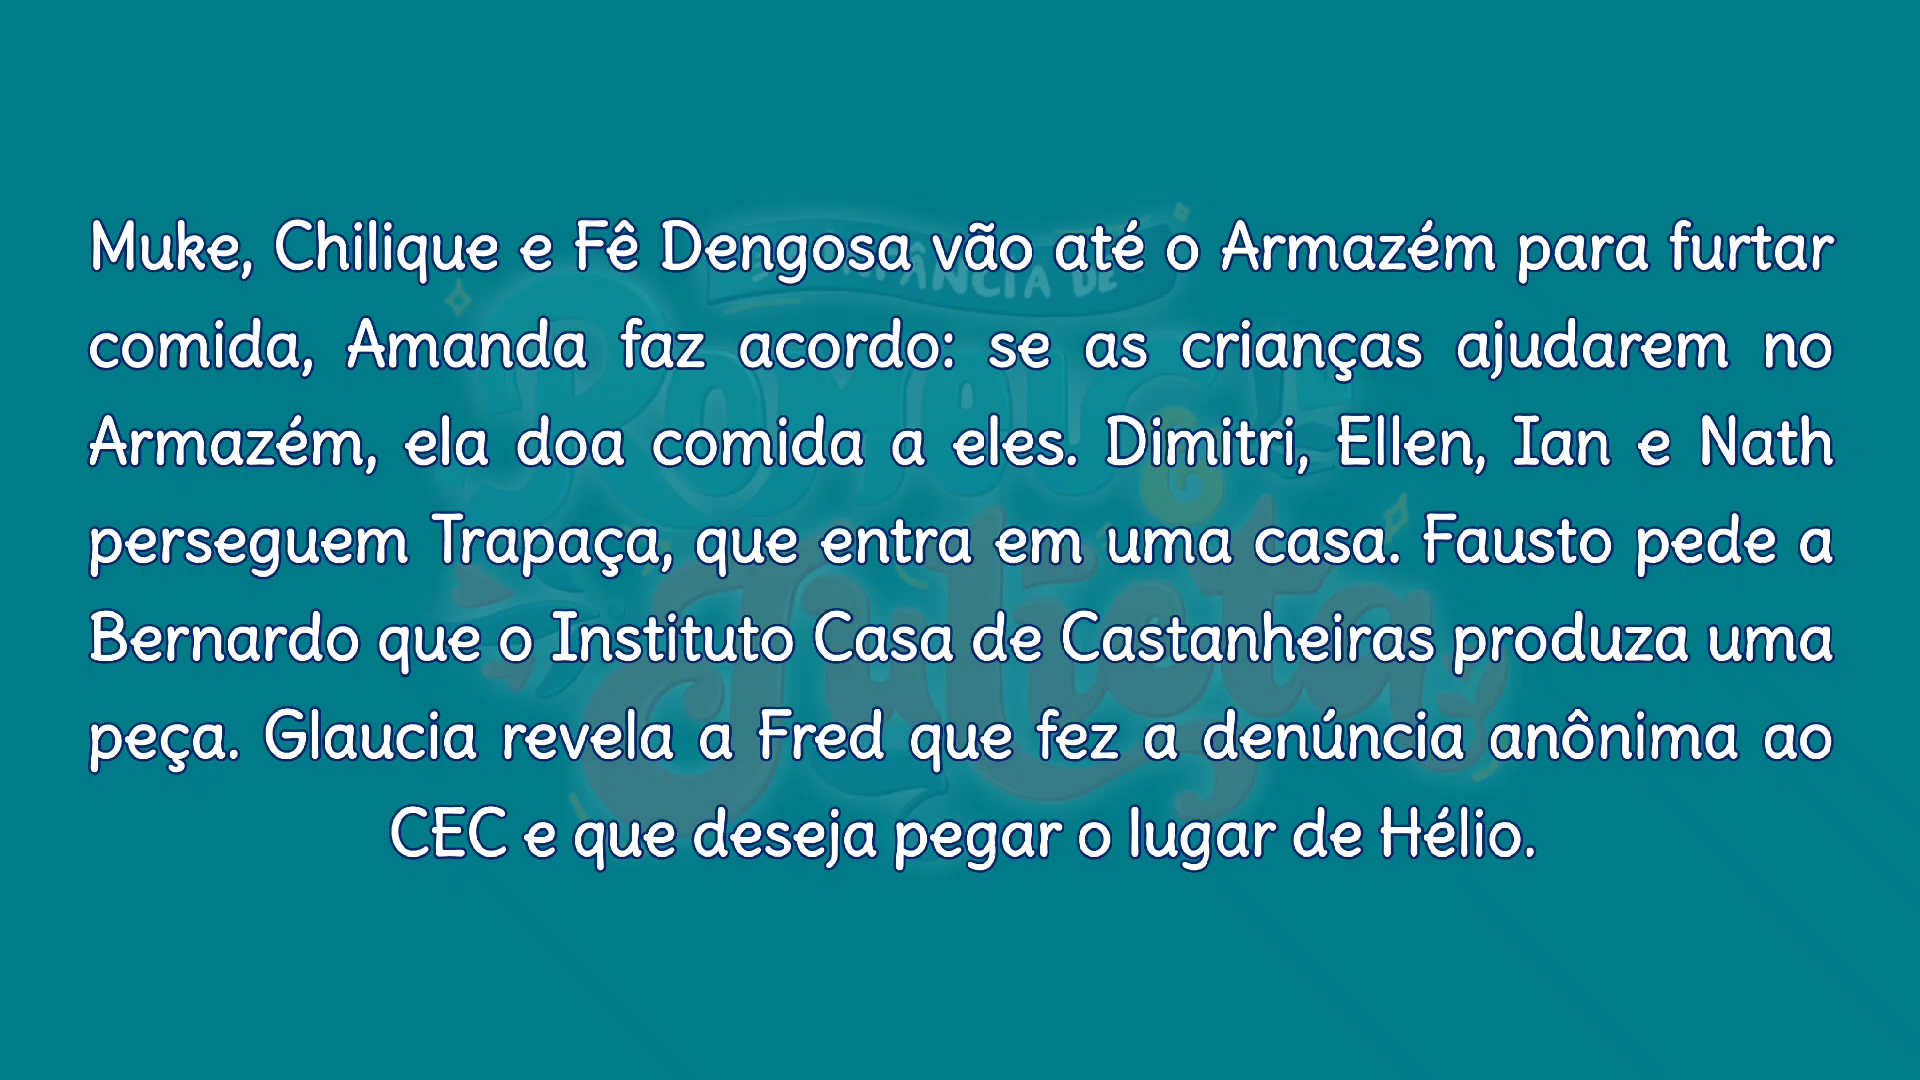 Muke, Chilique e Fê Dengosa vão até o Armazém para furtar
comida, Amanda faz acordo: se as crianças ajudarem no
Armazém, ela doa comida a eles. Dimitri, Ellen, Ian e Nath
perseguem Trapaça, que entra em uma casa. Fausto pede a
Bernardo que o Instituto Casa de Castanheiras produza uma
peça. Glaucia revela a Fred que fez a denúncia anônima ao
CEC e que deseja pegar o lugar de Hélio.